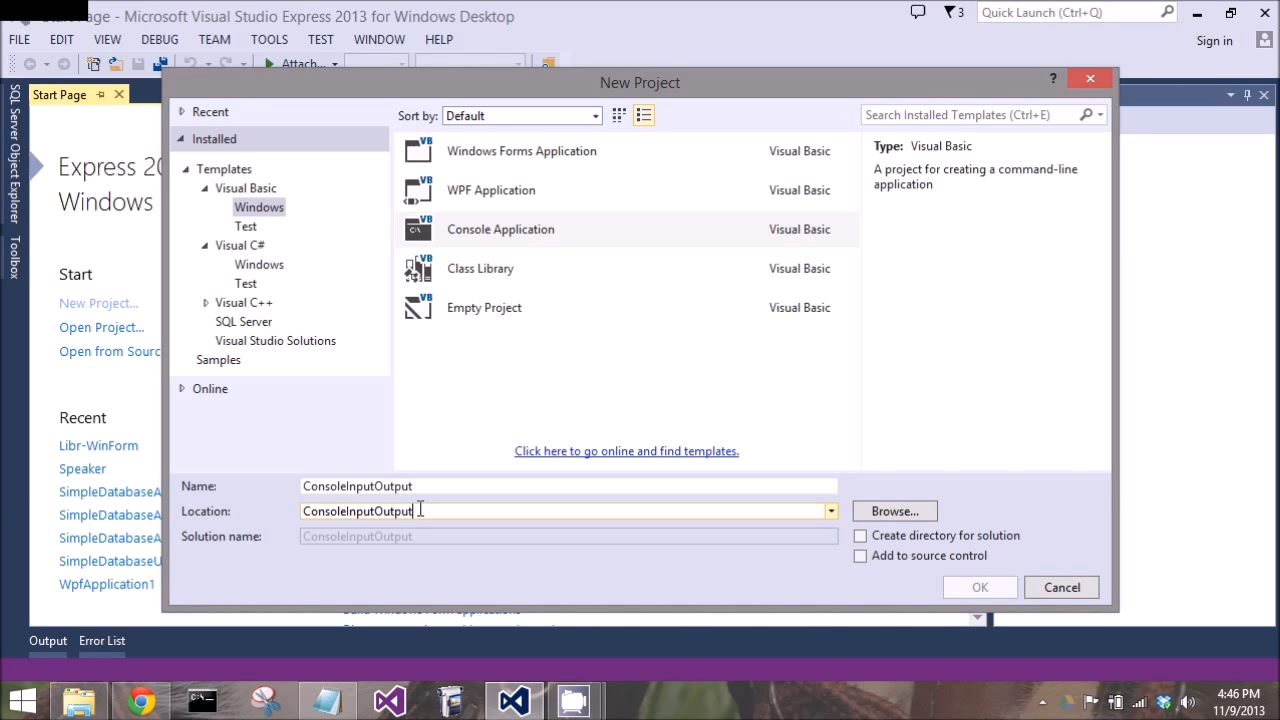 Page - Microsoft Visual Studio Express 2013 for Windows Desktop
3
Quick Launch (Ctrl+Q)
FILE EDIT VIEW DEBUG TEAM TOOLS TEST WINDOW HELP
Sign in
Attach...
SQL Server Object Explorer
Toolbox
Start Page
Express 20
Windows
Start
New Project...
Open Project...
Open from Sourc
Recent
Libr-WinForm
Speaker
SimpleDatabaseA
SimpleDatabaseA
SimpleDatabaseA
SimpleDatabaseU
WpfApplication1
New Project
?
Recent
Installed
Templates
Visual Basic
Windows
Test
Visual C#
Windows
Test
Visual C++
SQL Server
Visual Studio Solutions
Samples
Online
Sort by: Default
VB Windows Forms Application Visual Basic
VB WPF Application Visual Basic
VB C:\ Console Application Visual Basic
VB Class Library Visual Basic
VB Empty Project Visual Basic
Click here to go online and find templates.
Search Installed Templates (Ctrl+E)
Type: Visual Basic
A project for creating a command-line
application
Name: ConsoleInputOutput
Location: ConsoleInputOutput
Browse...
Solution name: ConsoleInputOutput
Create directory for solution
Add to source control
OK Cancel
Output Error List
4:46 PM
11/9/2013